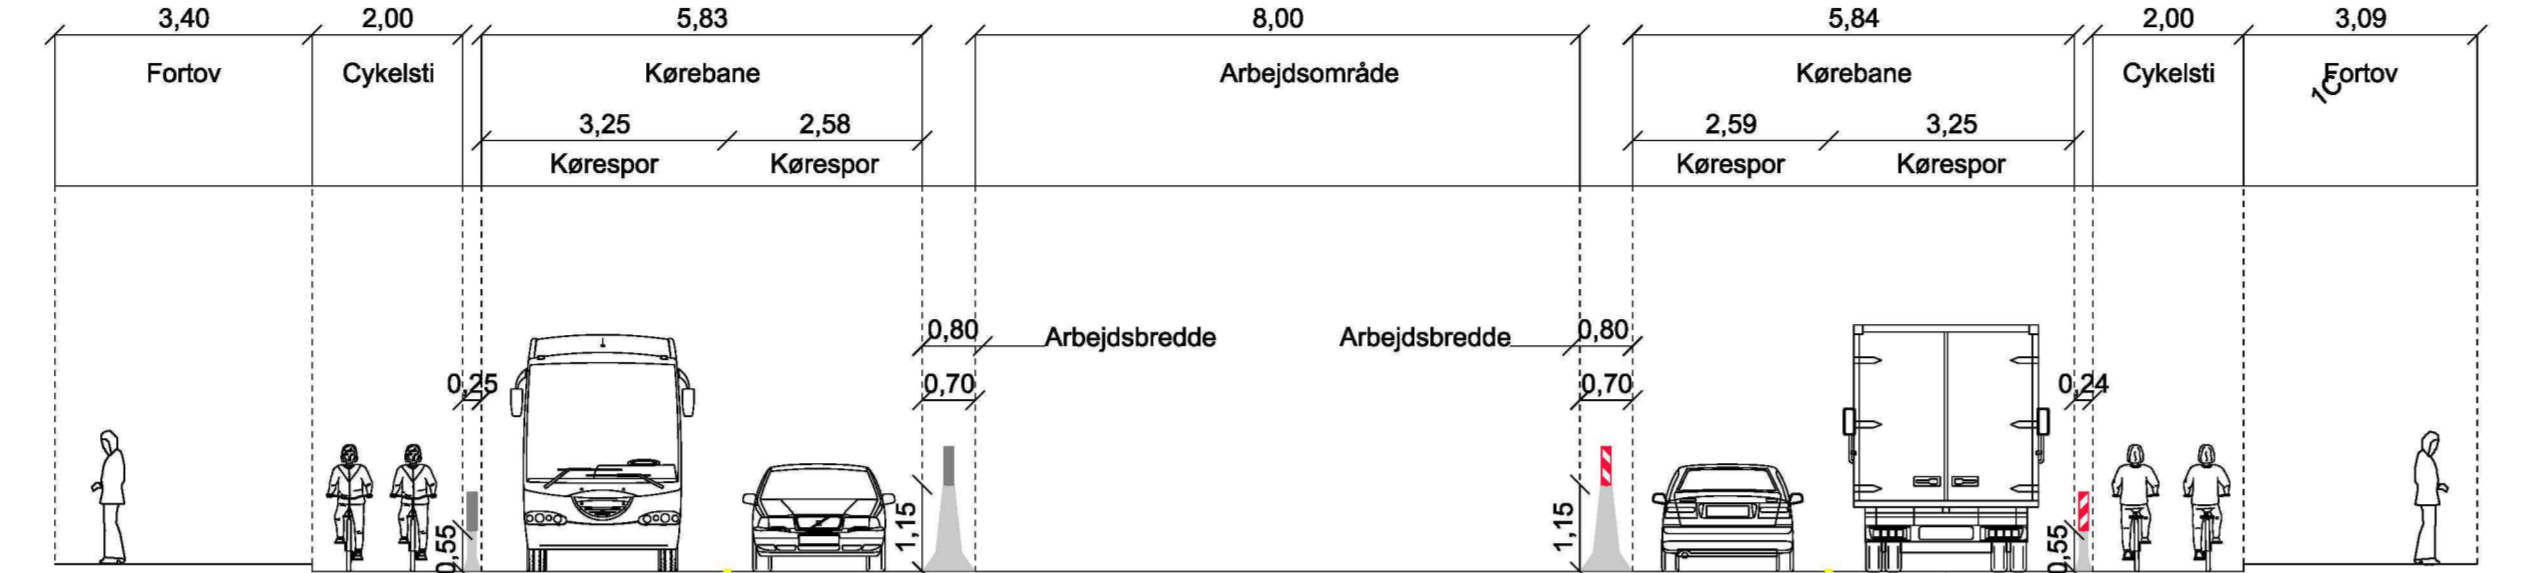 3,40 2,00 5,83 8,00 5,84 2,00 3,09
Fortov Cykelsti Kørebane Arbejdsområde Kørebane Cykelsti Fortov
1C
3,25 2,58 2,59 3,25
Kørespor Kørespor Kørespor Kørespor
0,80 Arbejdsbredde Arbejdsbredde 0,80
0,25 0,70 0,70 0,24
0,55 1,15 1,15 0,55